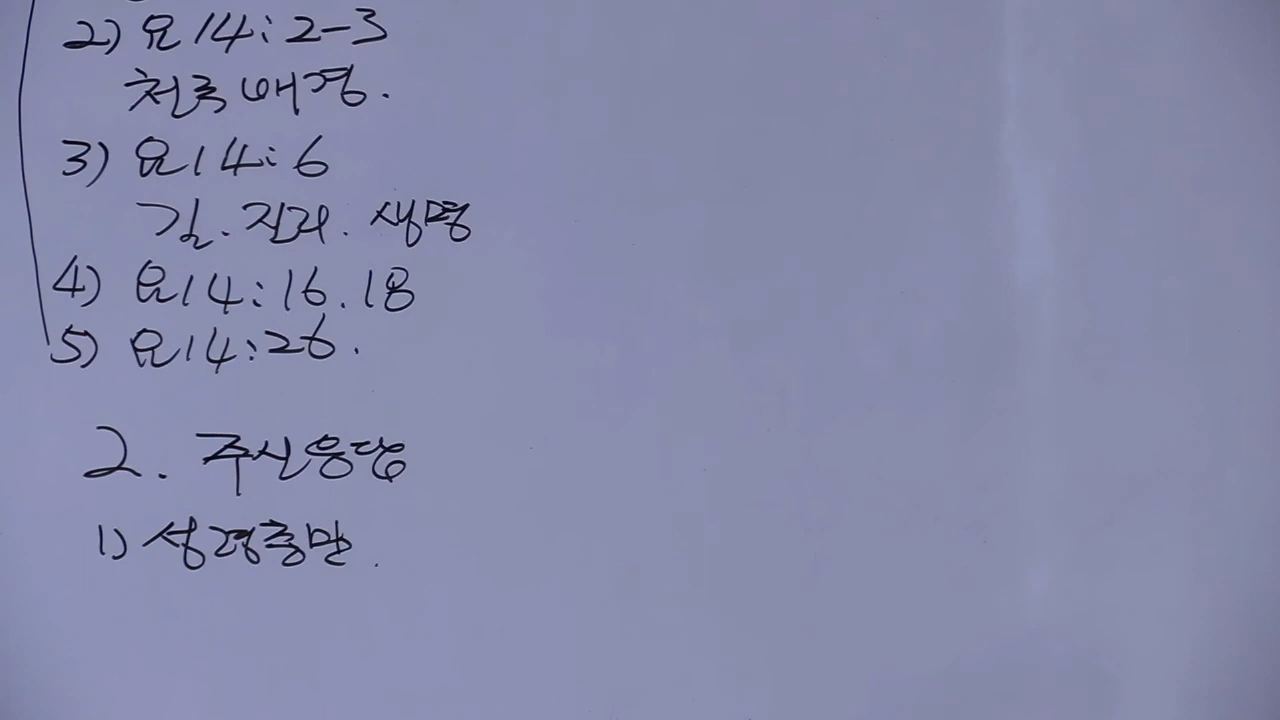 2) 요14:2-3
천국배경.
3) 요14:6
길. 진리. 생명
4) 요14:16.18
5) 요14:26.
2. 주신응답
1) 성령충만.